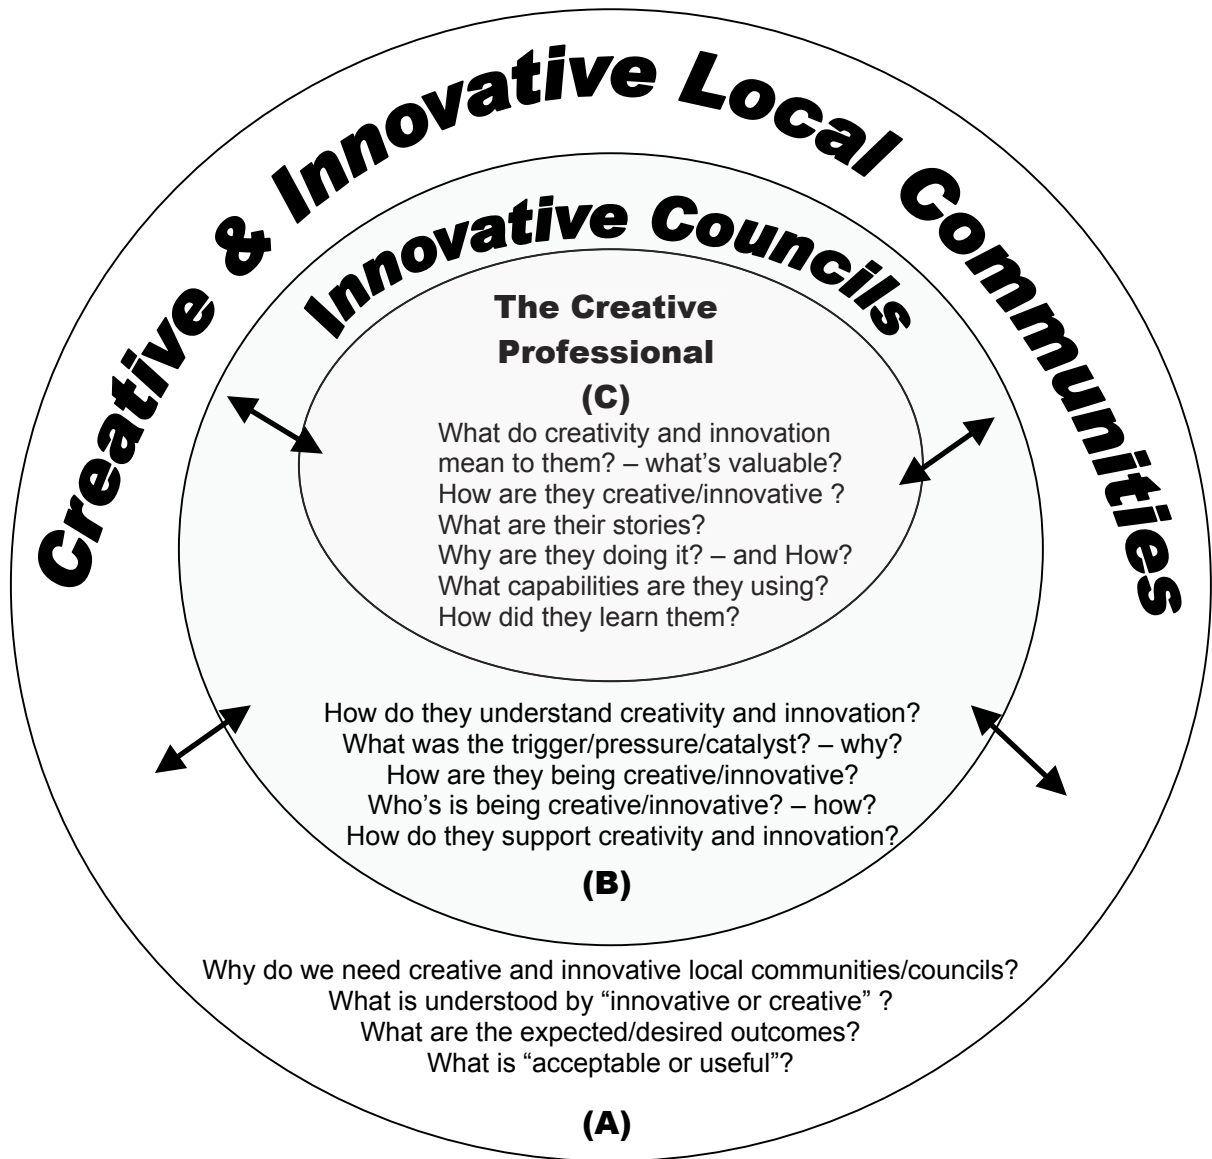 Creative & Innovative Local Communities
Innovative Councils
The Creative
Professional
(C)
What do creativity and innovation
mean to them? – what’s valuable?
How are they creative/innovative ?
What are their stories?
Why are they doing it? – and How?
What capabilities are they using?
How did they learn them?
How do they understand creativity and innovation?
What was the trigger/pressure/catalyst? – why?
How are they being creative/innovative?
Who’s is being creative/innovative? – how?
How do they support creativity and innovation?
(B)
Why do we need creative and innovative local communities/councils?
What is understood by “innovative or creative” ?
What are the expected/desired outcomes?
What is “acceptable or useful”?
(A)